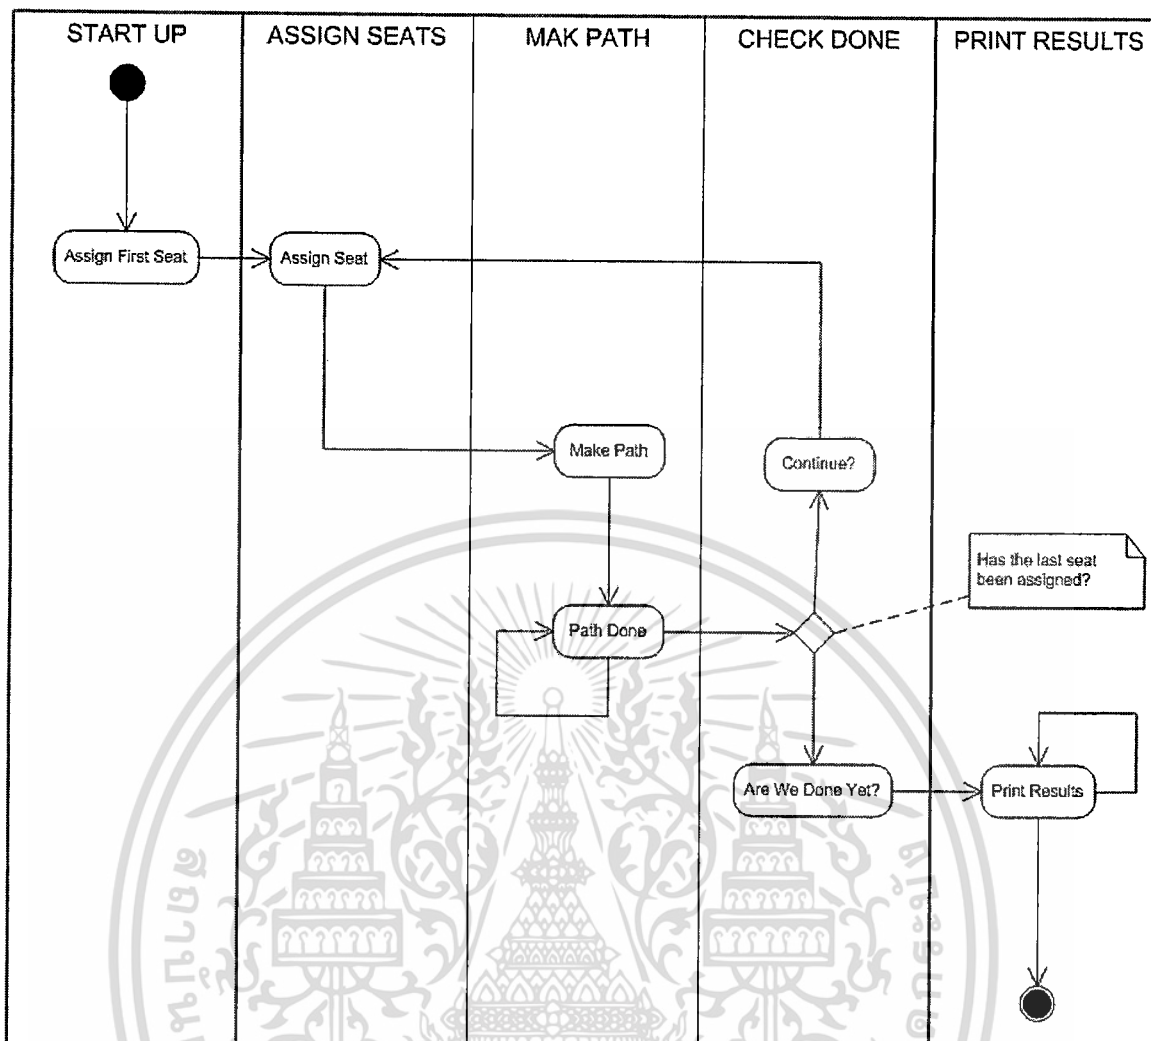 START UP
ASSIGN SEATS
MAK PATH
CHECK DONE
PRINT RESULTS
Assign First Seat
Assign Seat
Make Path
Continue?
Has the last seat
been assigned?
Path Done
Are We Done Yet?
Print Results